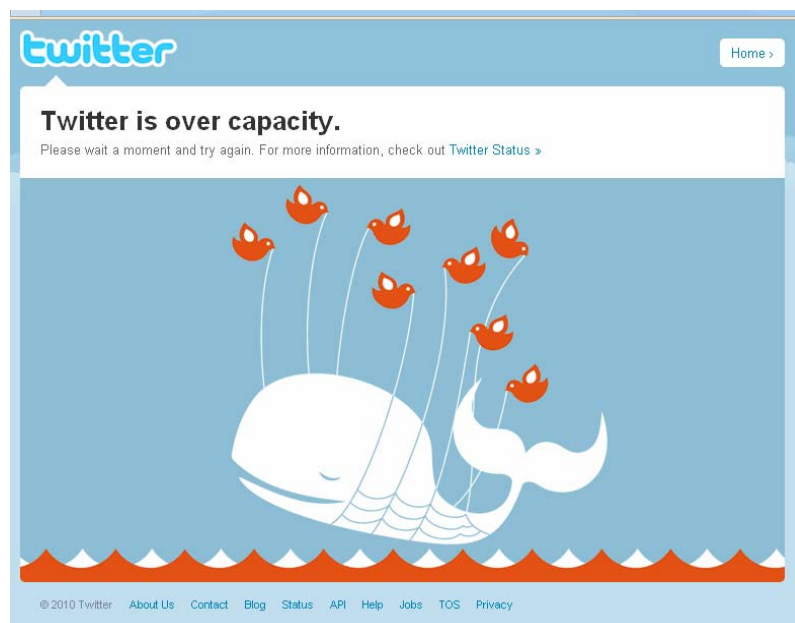 twitter
Home ›
Twitter is over capacity.
Please wait a moment and try again. For more information, check out Twitter Status »
© 2010 Twitter About Us Contact Blog Status API Help Jobs TOS Privacy